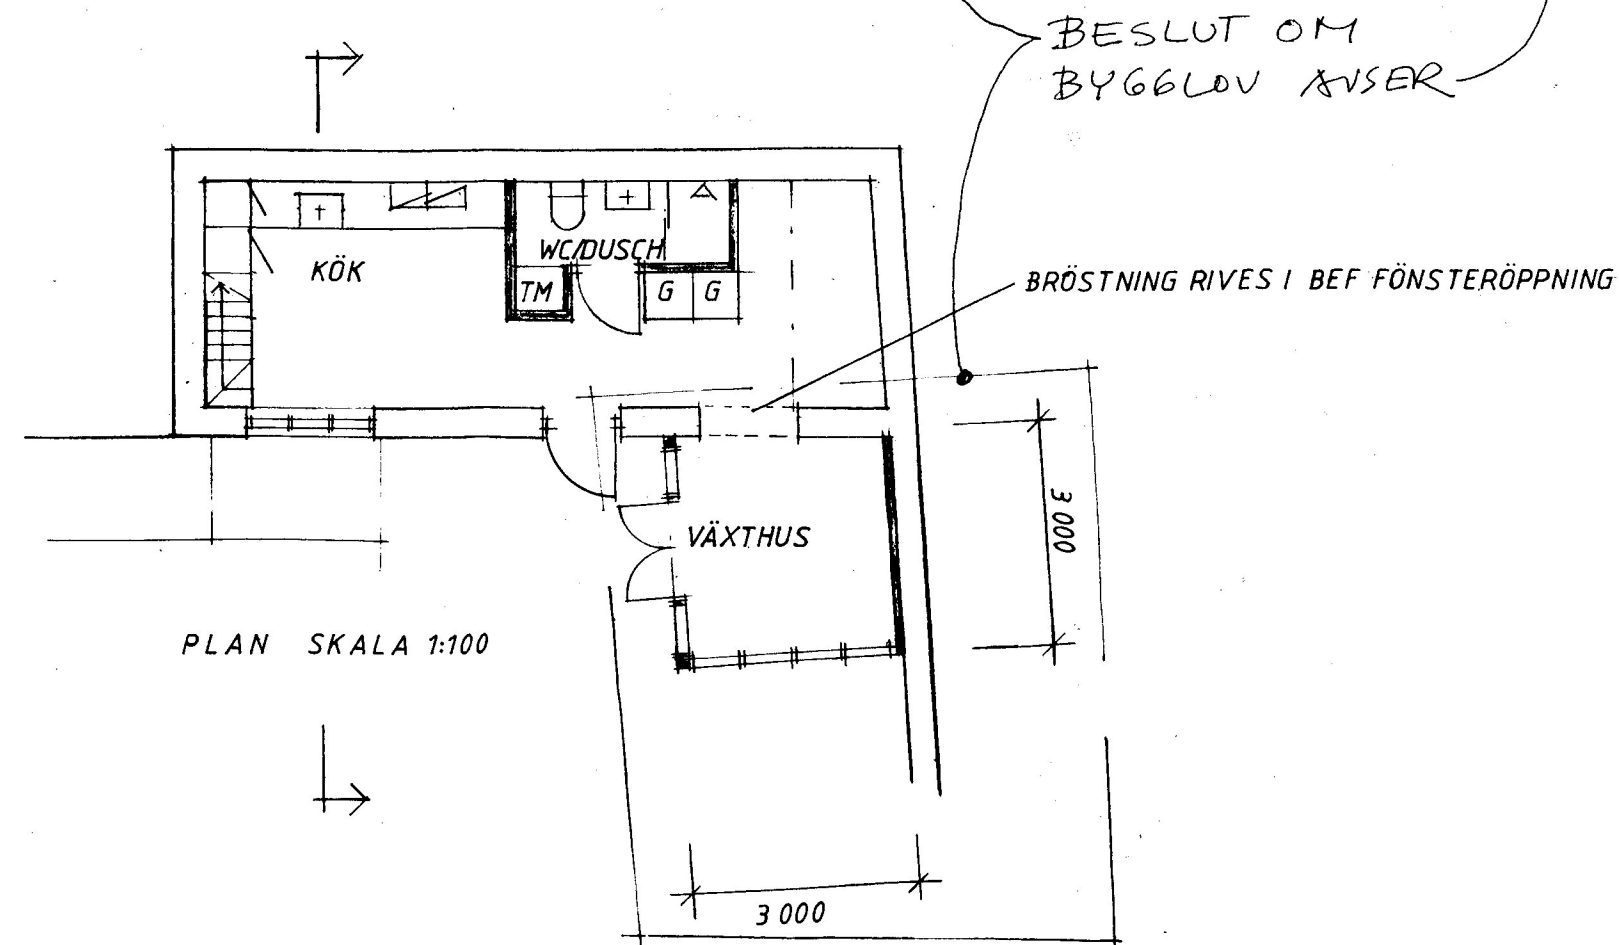 BESLUT OM
BYGGLOV AVSER
WC/DUSCH
KÖK
TM
G G
BRÖSTNING RIVES I BEF FÖNSTERÖPPNING
3 000
VÄXTHUS
PLAN SKALA 1:100
3 000